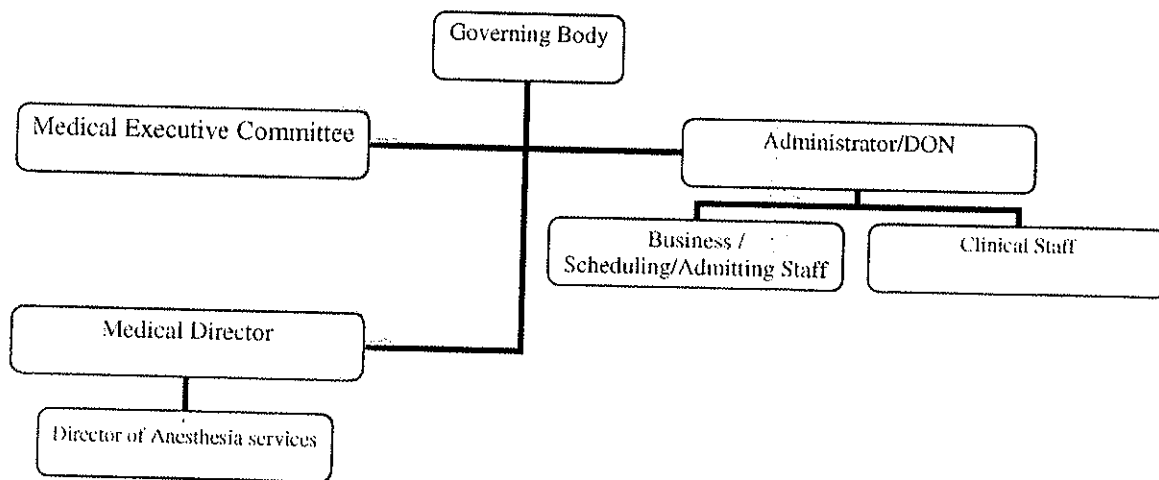 Governing Body
Medical Executive Committee
Administrator/DON
Business /
Scheduling/Admitting Staff
Clinical Staff
Medical Director
Director of Anesthesia services